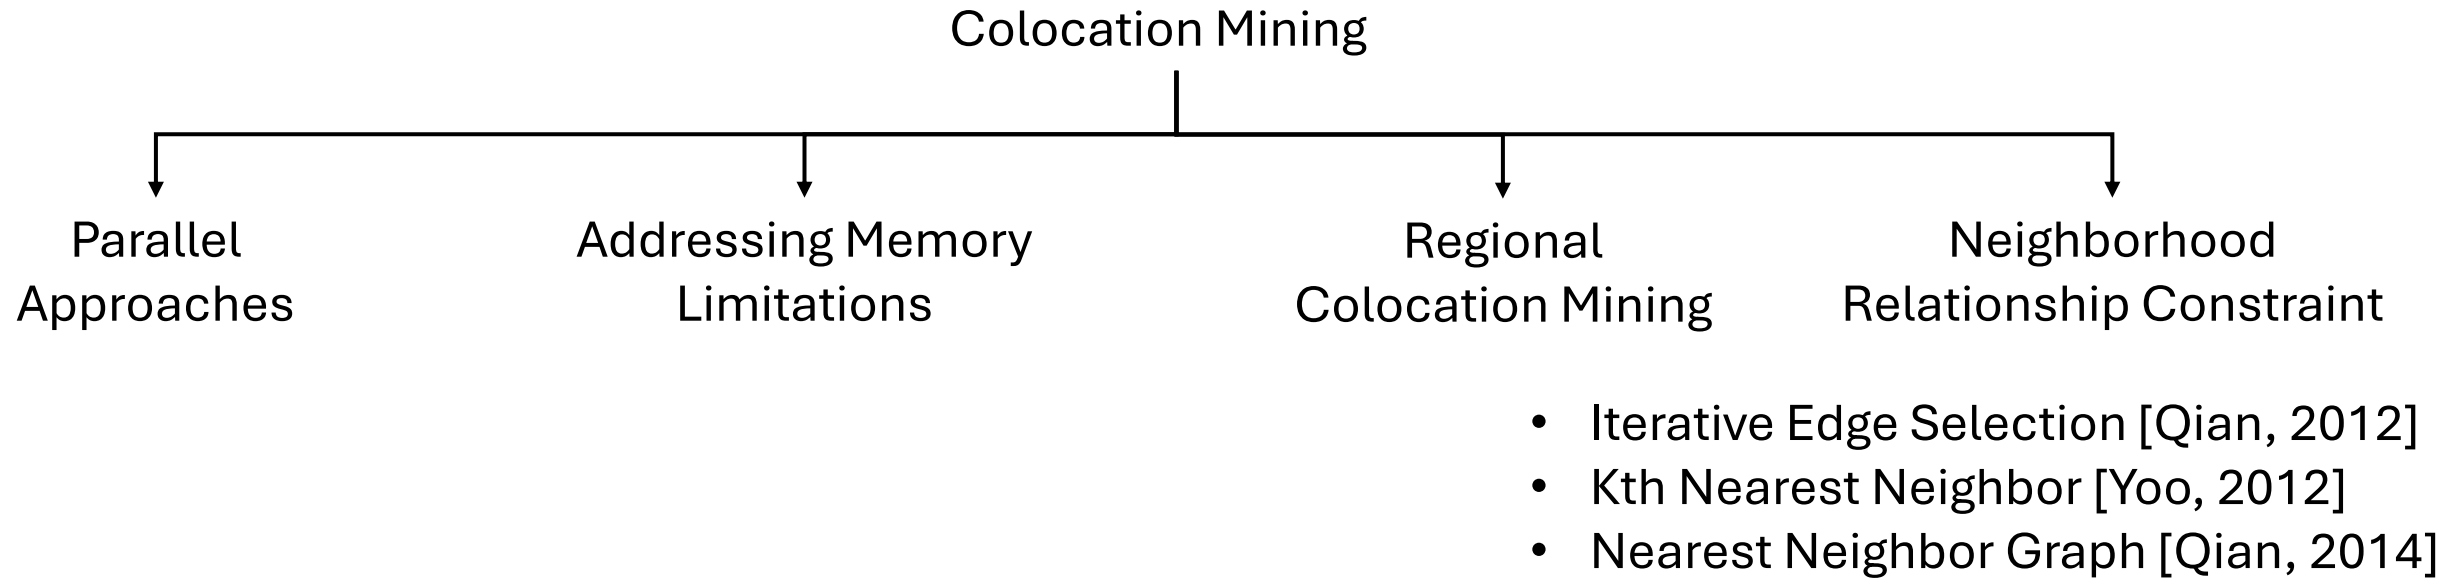 Colocation Mining
Parallel
Approaches
Addressing Memory
Limitations
Regional
Colocation Mining
Neighborhood
Relationship Constraint
• Iterative Edge Selection [Qian, 2012]
• Kth Nearest Neighbor [Yoo, 2012]
• Nearest Neighbor Graph [Qian, 2014]